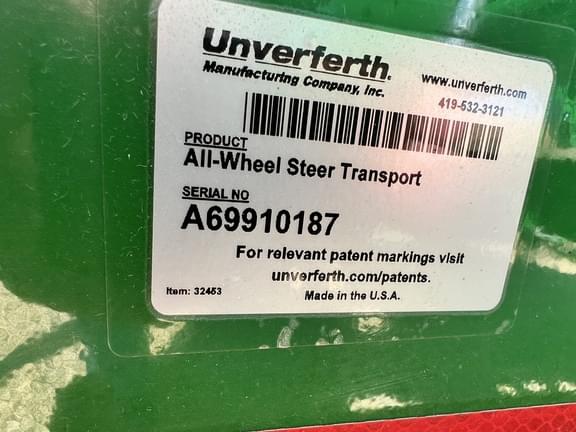 Unverferth.
Manufacturing Company, Inc.
www.unverferth.com
419-532-3121
PRODUCT
All-Wheel Steer Transport
SERIAL NO
A69910187
For relevant patent markings visit
unverferth.com/patents.
Item: 32453
Made in the U.S.A.